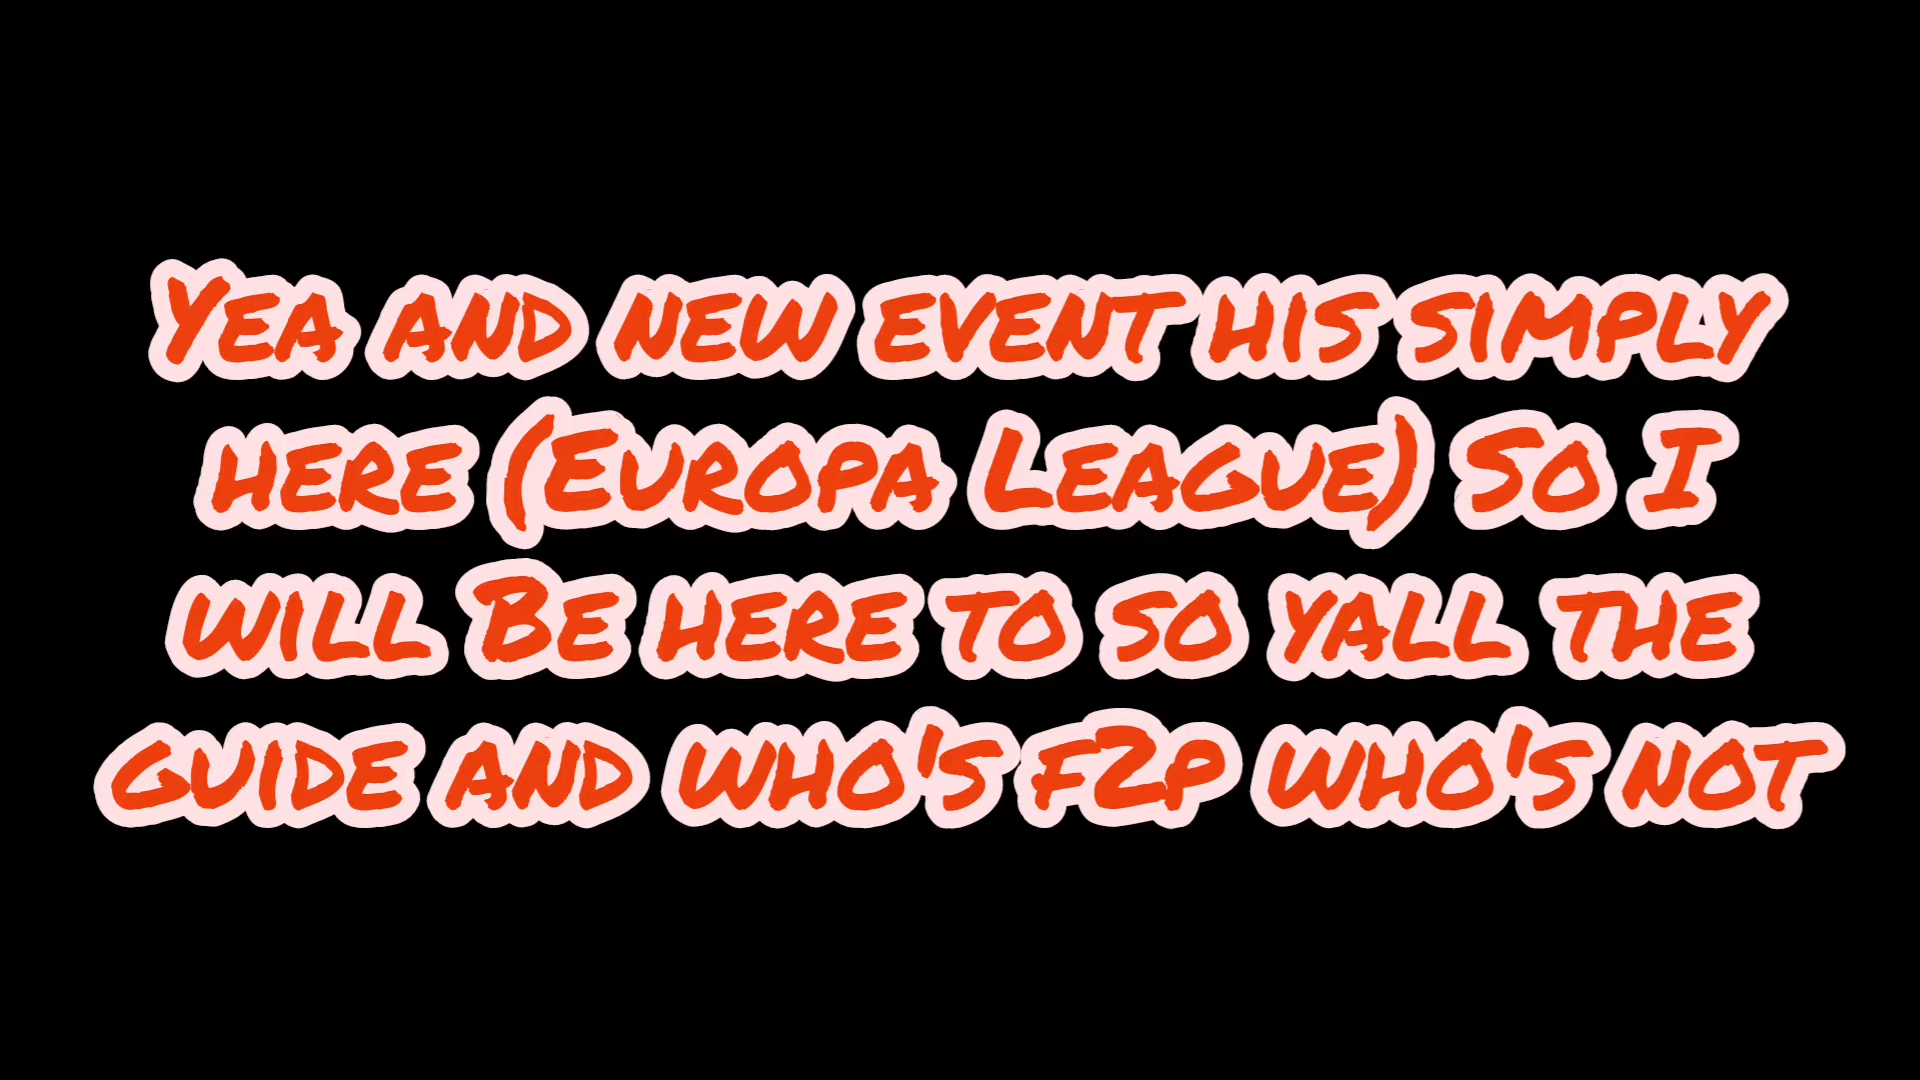 Yea and new event his simply
here (Europa League) So I
will Be here to so yall the
guide and who's f2p who's not